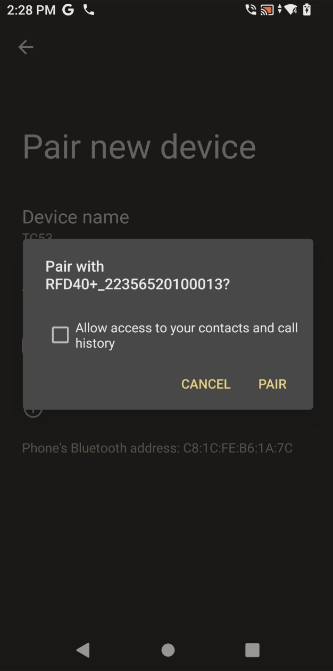 2:28 PM G
Pair new device
Device name
TC53
Pair with
RFD40+_22356520100013?
Allow access to your contacts and call
history
CANCEL
PAIR
Phone's Bluetooth address: C8:1C:FE:B6:1A:7C